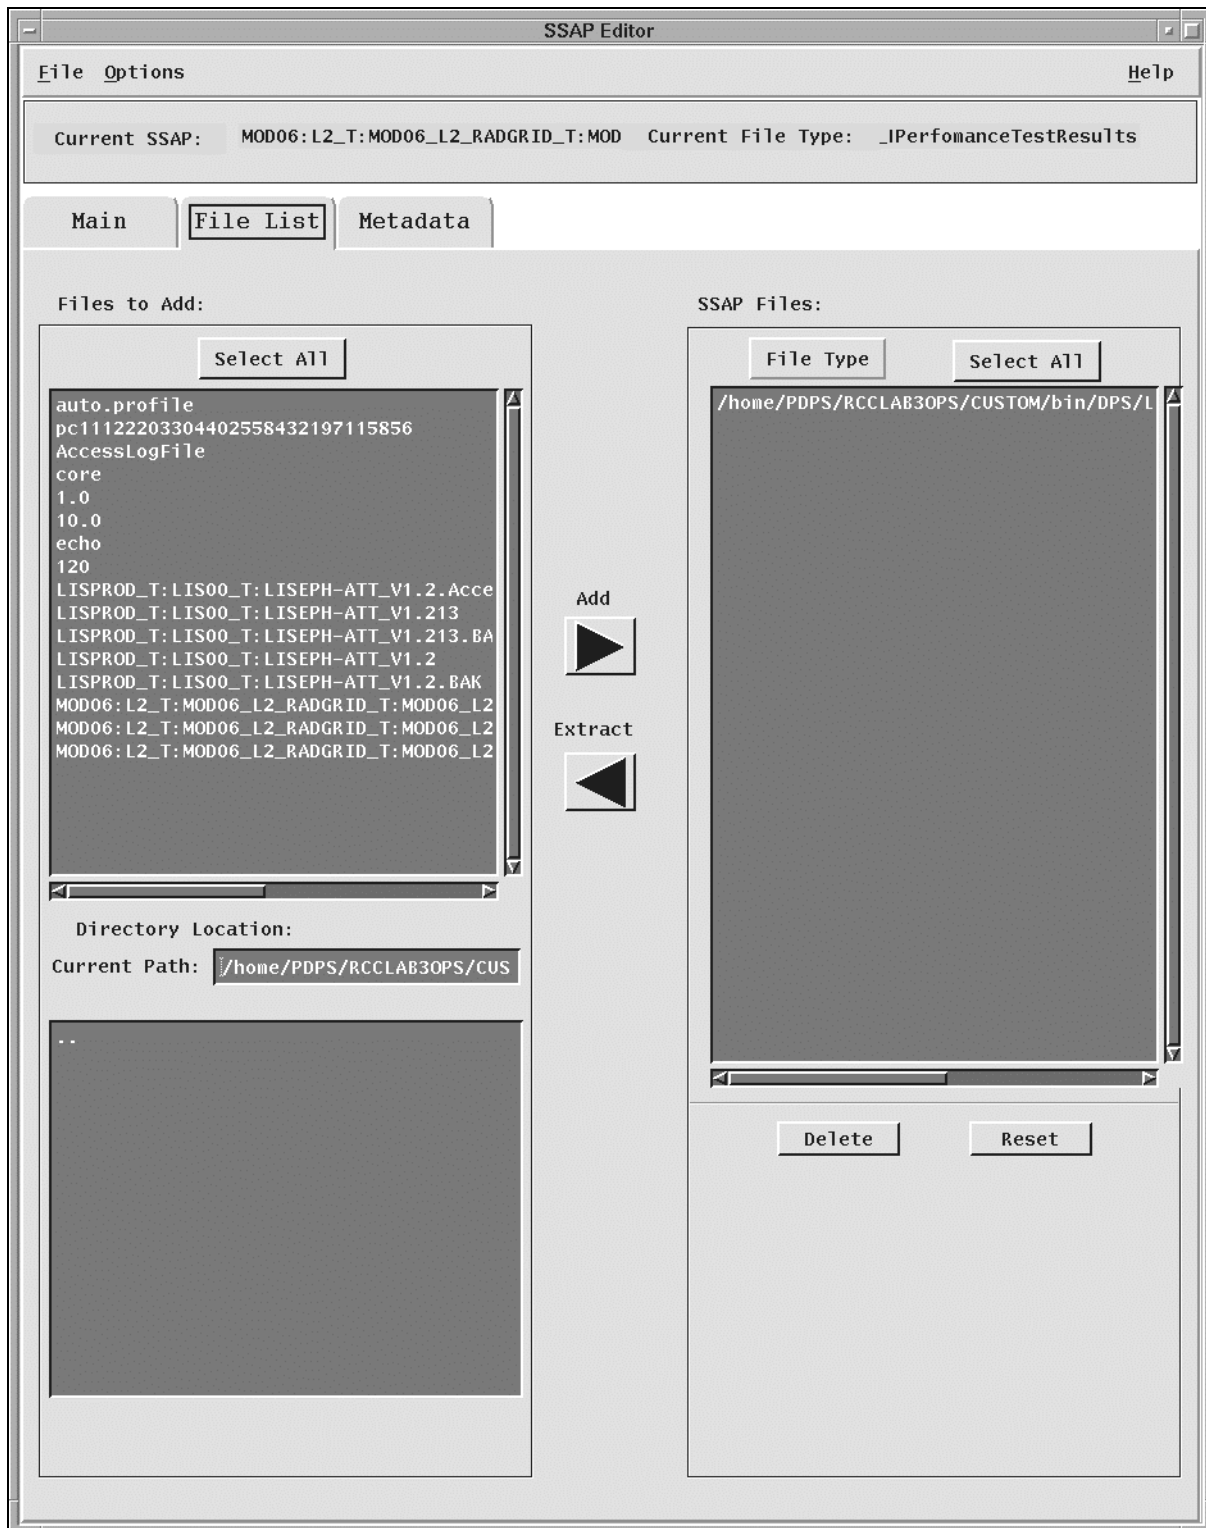 SSAP Editor
File Options Help
Current SSAP: MOD06:L2_T:MOD06_L2_RADGRID_T:MOD Current File Type: _IPerfomanceTestResults
Main File List Metadata
Files to Add: SSAP Files:
Select All File Type Select All
auto.profile
pc1112220330440255843219711585​6
AccessLogFile
core
1.0
10.0
echo
120
LISPROD_T:LIS00_T:LISEPH-ATT_V1.2.Acce
LISPROD_T:LIS00_T:LISEPH-ATT_V1.213
LISPROD_T:LIS00_T:LISEPH-ATT_V1.213.BA
LISPROD_T:LIS00_T:LISEPH-ATT_V1.2
LISPROD_T:LIS00_T:LISEPH-ATT_V1.2.BAK
MOD06:L2_T:MOD06_L2_RADGRID_T:MOD06_L2
MOD06:L2_T:MOD06_L2_RADGRID_T:MOD06_L2
MOD06:L2_T:MOD06_L2_RADGRID_T:MOD06_L2
/home/PDPS/RCCLAB3OPS/CUSTOM/bin/DPS/L
Add
Extract
Directory Location:
Current Path: /home/PDPS/RCCLAB3OPS/CUS
..
Delete Reset